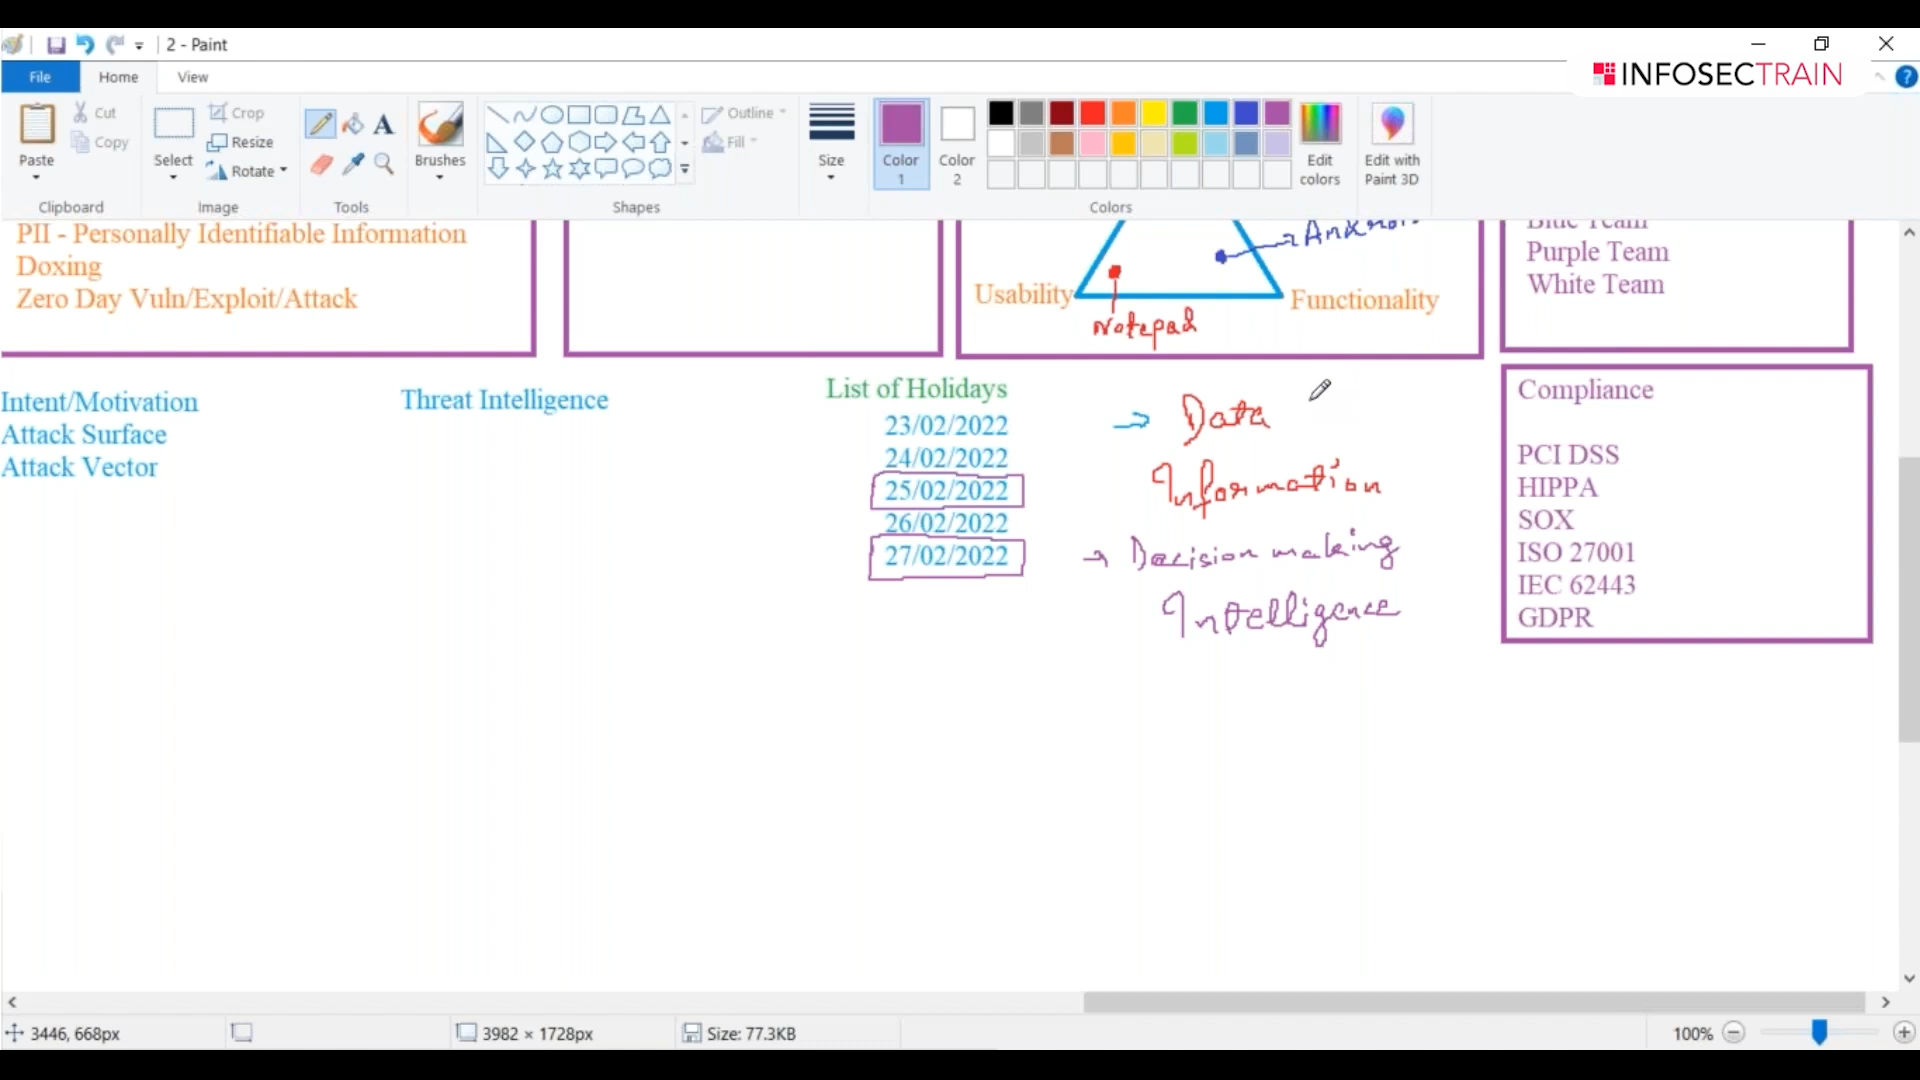 2 - Paint
INFOSECTRAIN
File
Home
View
Paste
Cut
Copy
Clipboard
Select
Crop
Resize
Rotate
Image
Tools
Brushes
Outline
Fill
Shapes
Size
Color 1
Color 2
Edit colors
Edit with Paint 3D
Colors
PII - Personally Identifiable Information
Doxing
Zero Day Vuln/Exploit/Attack
Usability
Functionality
Notepad
Blue Team
Purple Team
White Team
Intent/Motivation
Attack Surface
Attack Vector
Threat Intelligence
List of Holidays
23/02/2022
24/02/2022
25/02/2022
26/02/2022
27/02/2022
Data
Information
Decision making
Intelligence
Compliance
PCI DSS
HIPPA
SOX
ISO 27001
IEC 62443
GDPR
3446, 668px
3982 × 1728px
Size: 77.3KB
100%